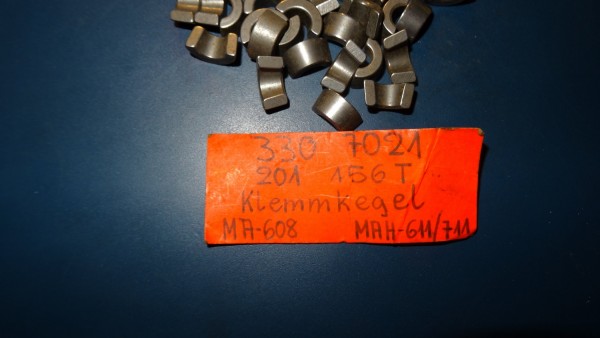 330 7021
201 156 T
Klemmkegel
MA-608 MAH-611/711